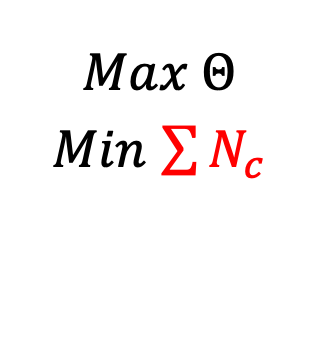 Max Θ
Min ∑ N_c